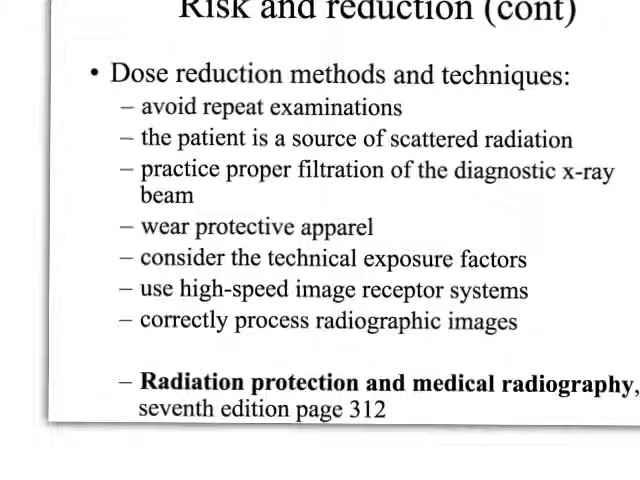 Risk and reduction (cont)
• Dose reduction methods and techniques:
– avoid repeat examinations
– the patient is a source of scattered radiation
– practice proper filtration of the diagnostic x-ray
beam
– wear protective apparel
– consider the technical exposure factors
– use high-speed image receptor systems
– correctly process radiographic images
– Radiation protection and medical radiography,
seventh edition page 312